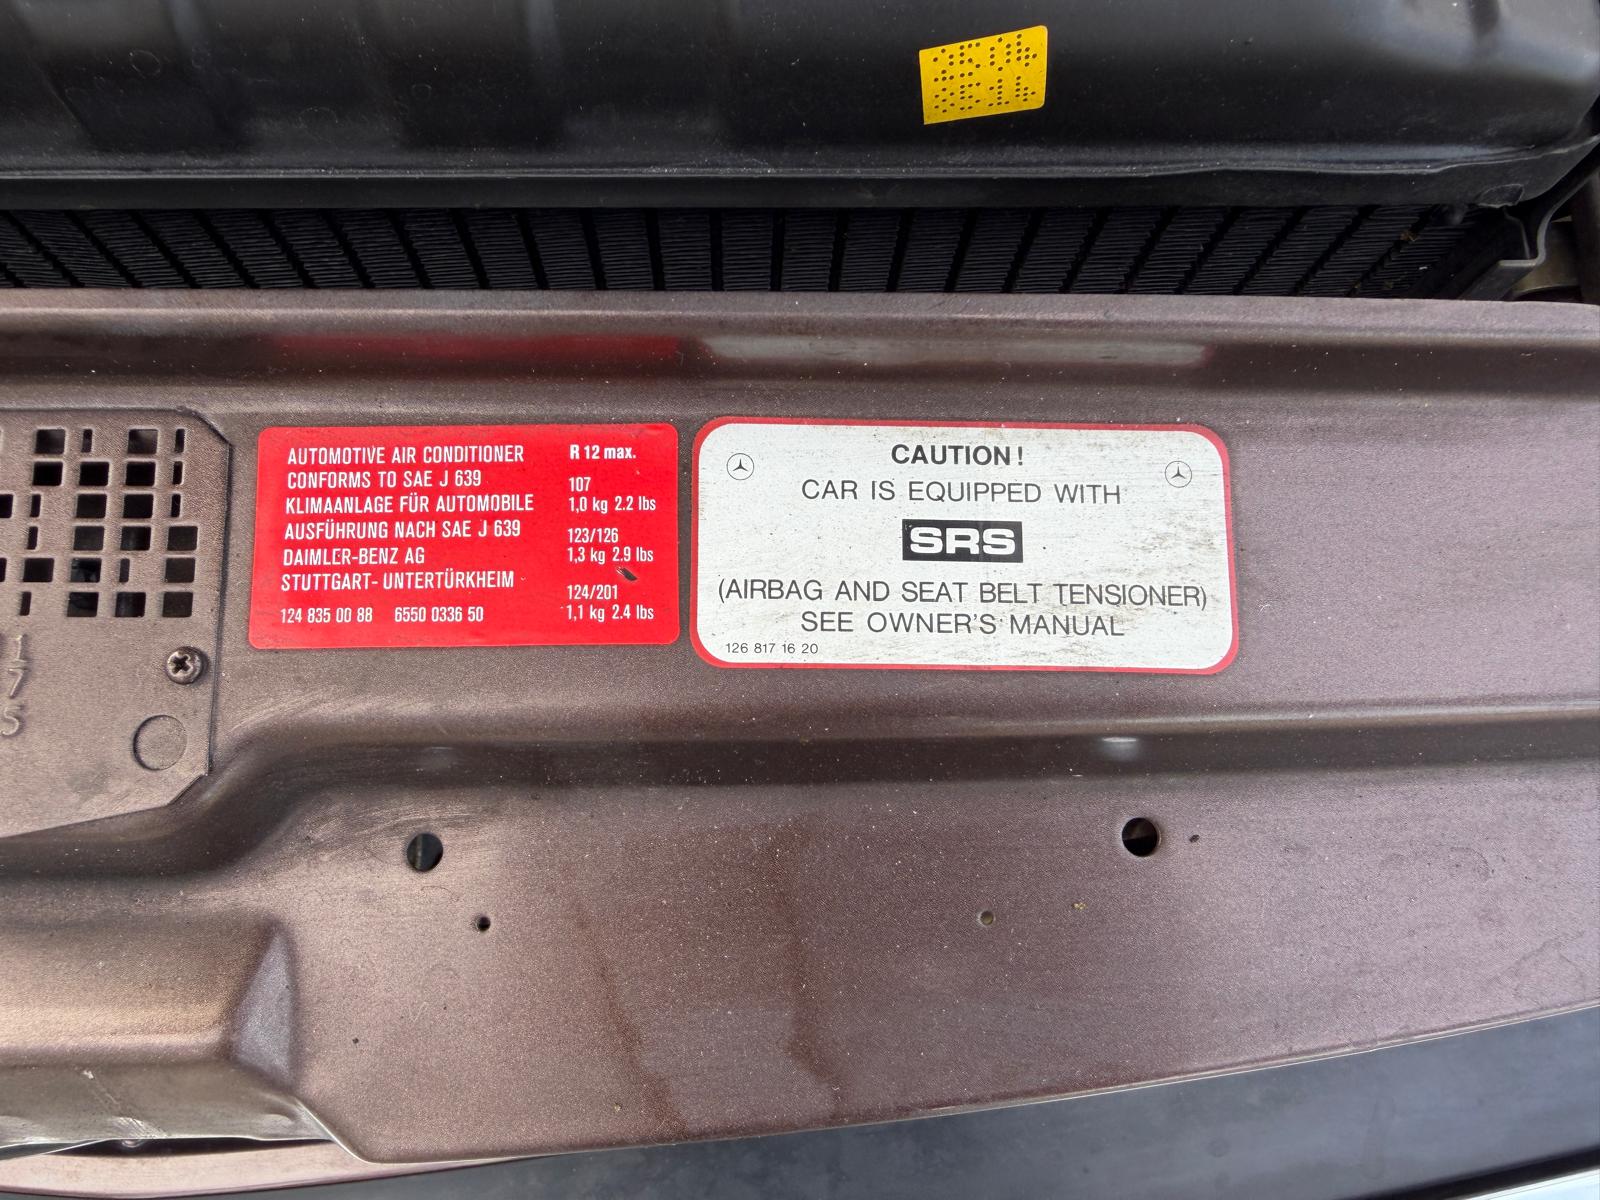 AUTOMOTIVE AIR CONDITIONER
CONFORMS TO SAE J 639
KLIMAANLAGE FÜR AUTOMOBILE
AUSFÜHRUNG NACH SAE J 639
DAIMLER-BENZ AG
STUTTGART- UNTERTÜRKHEIM
124 835 00 88 6550 0336 50
R 12 max.
107
1,0 kg 2.2 lbs
123/126
1,3 kg 2.9 lbs
124/201
1,1 kg 2.4 lbs
CAUTION!
CAR IS EQUIPPED WITH
SRS
(AIRBAG AND SEAT BELT TENSIONER)
SEE OWNER'S MANUAL
126 817 16 20